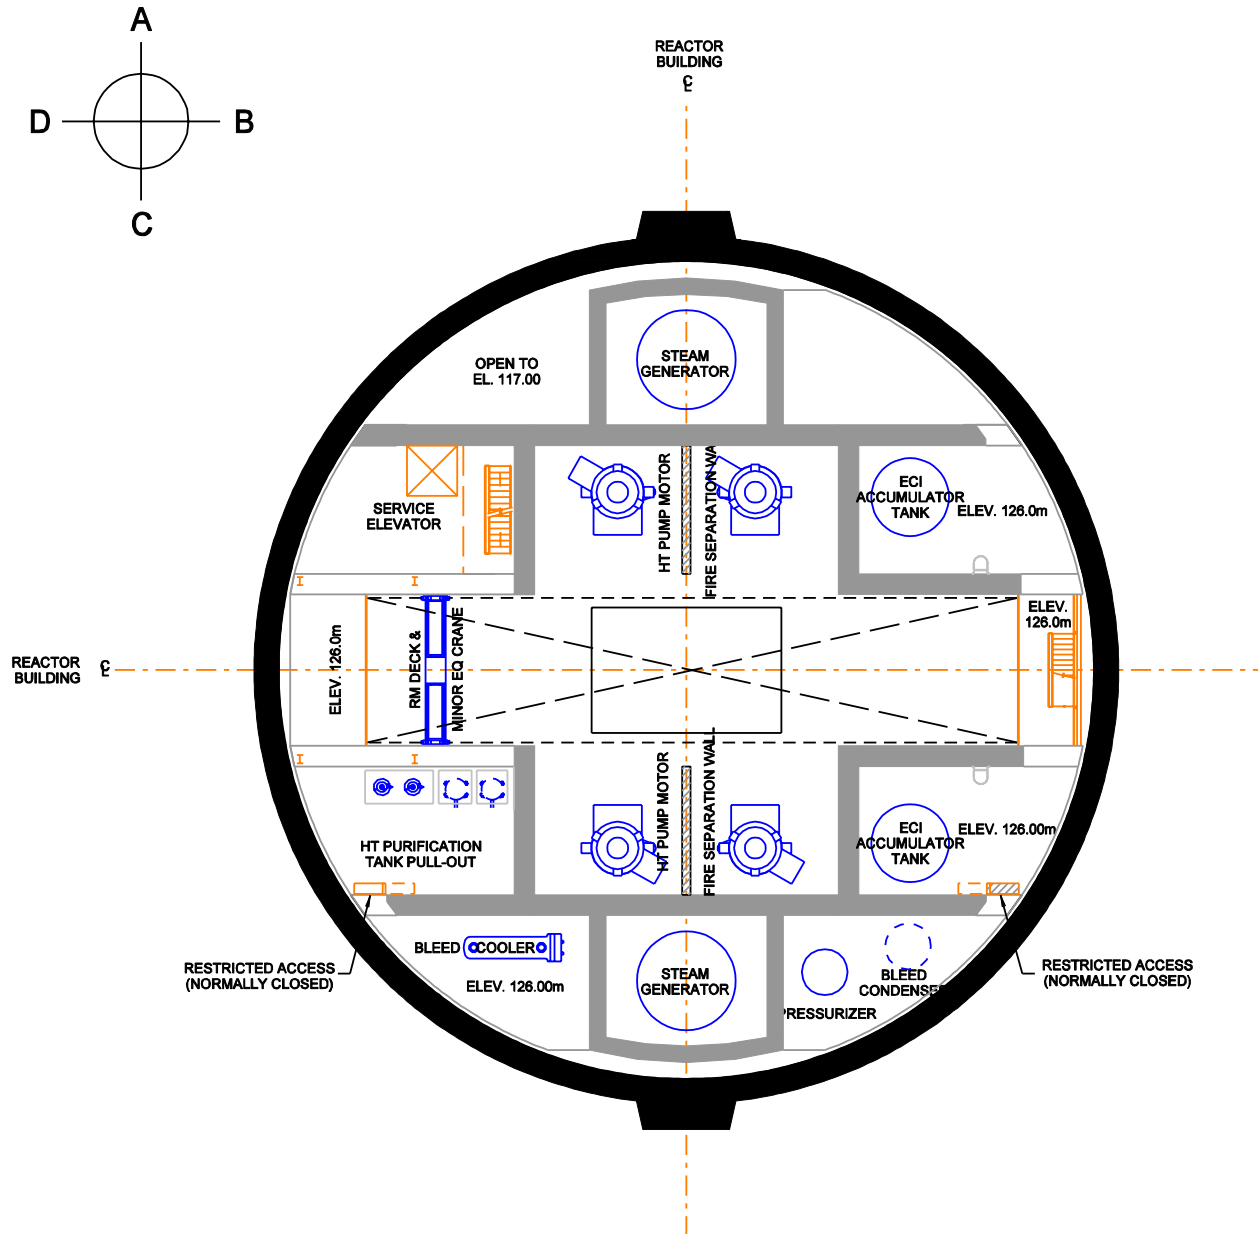 A
D
B
C
REACTOR
BUILDING
℄
STEAM
GENERATOR
OPEN TO
EL. 117.00
SERVICE
ELEVATOR
HT PUMP MOTOR
FIRE SEPARATION WA
ECI
ACCUMULATOR
TANK
ELEV. 126.0m
ELEV.
126.0m
REACTOR
BUILDING
℄
ELEV. 126.0m
RM DECK &
MINOR EQ CRANE
HT PUMP MOTOR
FIRE SEPARATION WALL
HT PURIFICATION
TANK PULL-OUT
ECI
ACCUMULATOR
TANK
ELEV. 126.00m
BLEED COOLER
ELEV. 126.00m
STEAM
GENERATOR
BLEED
CONDENSE
PRESSURIZER
RESTRICTED ACCESS
(NORMALLY CLOSED)
RESTRICTED ACCESS
(NORMALLY CLOSED)